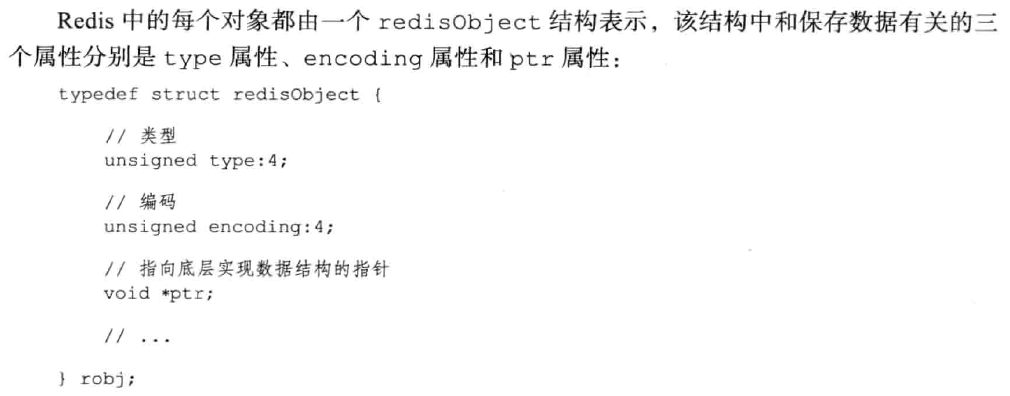 Redis 中的每个对象都由一个 redisObject 结构表示，该结构中和保存数据有关的三
个属性分别是 type 属性、encoding 属性和 ptr 属性：
typedef struct redisObject {
// 类型
unsigned type:4;
// 编码
unsigned encoding:4;
// 指向底层实现数据结构的指针
void *ptr;
// ...
} robj;